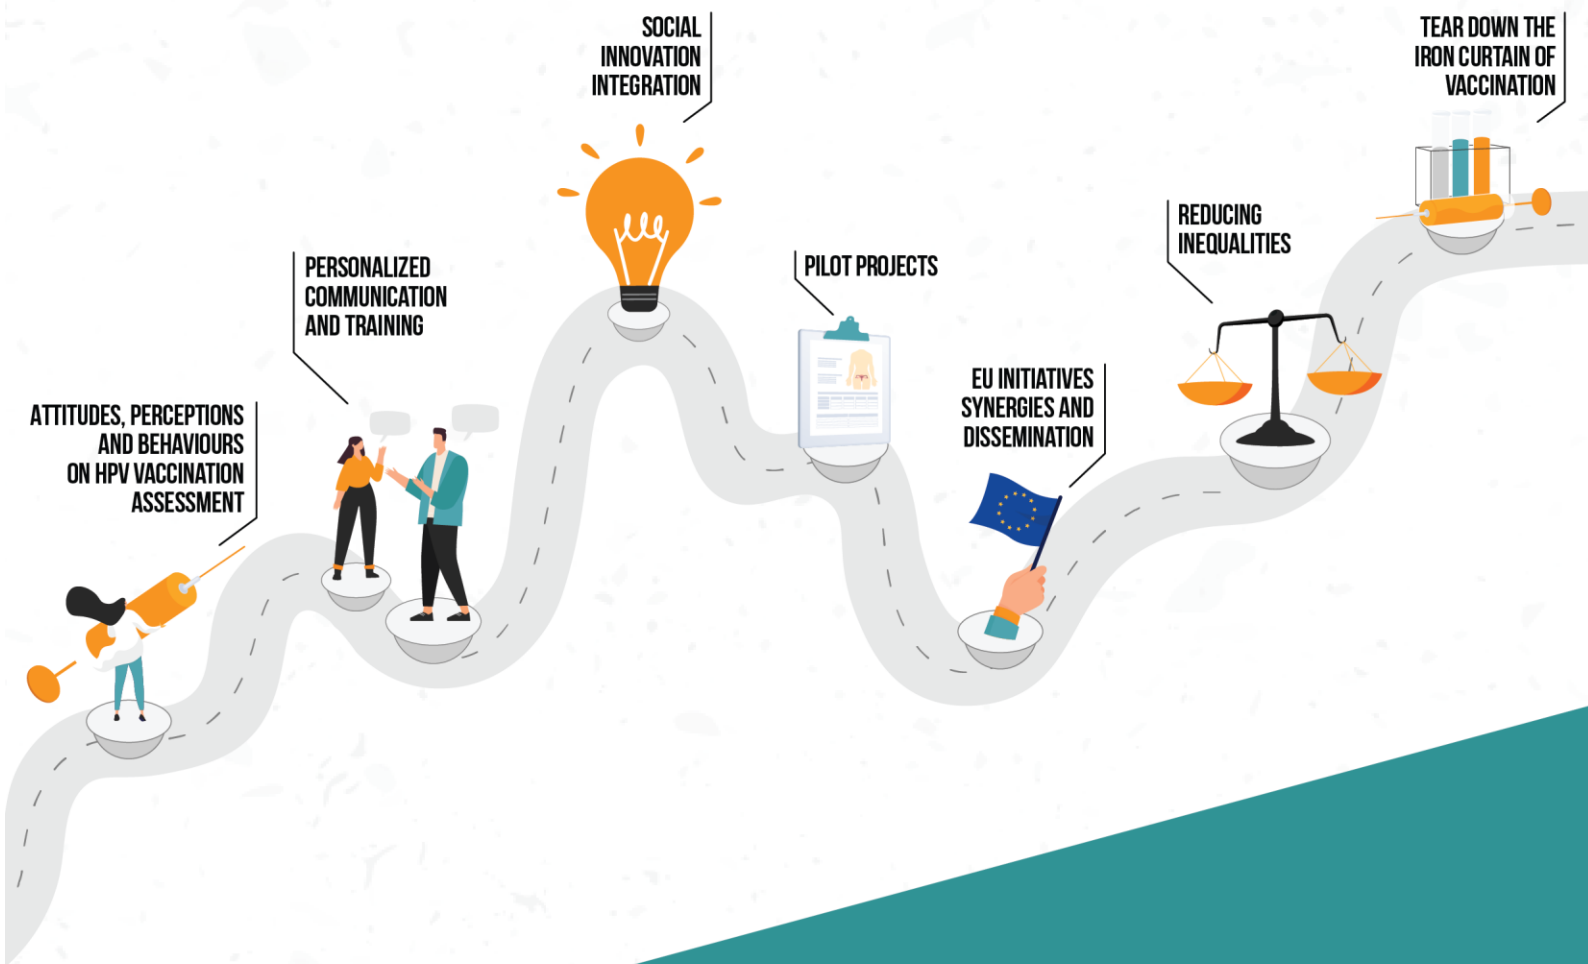 ATTITUDES, PERCEPTIONS
AND BEHAVIOURS
ON HPV VACCINATION
ASSESSMENT
PERSONALIZED
COMMUNICATION
AND TRAINING
SOCIAL
INNOVATION
INTEGRATION
PILOT PROJECTS
EU INITIATIVES
SYNERGIES AND
DISSEMINATION
REDUCING
INEQUALITIES
TEAR DOWN THE
IRON CURTAIN OF
VACCINATION